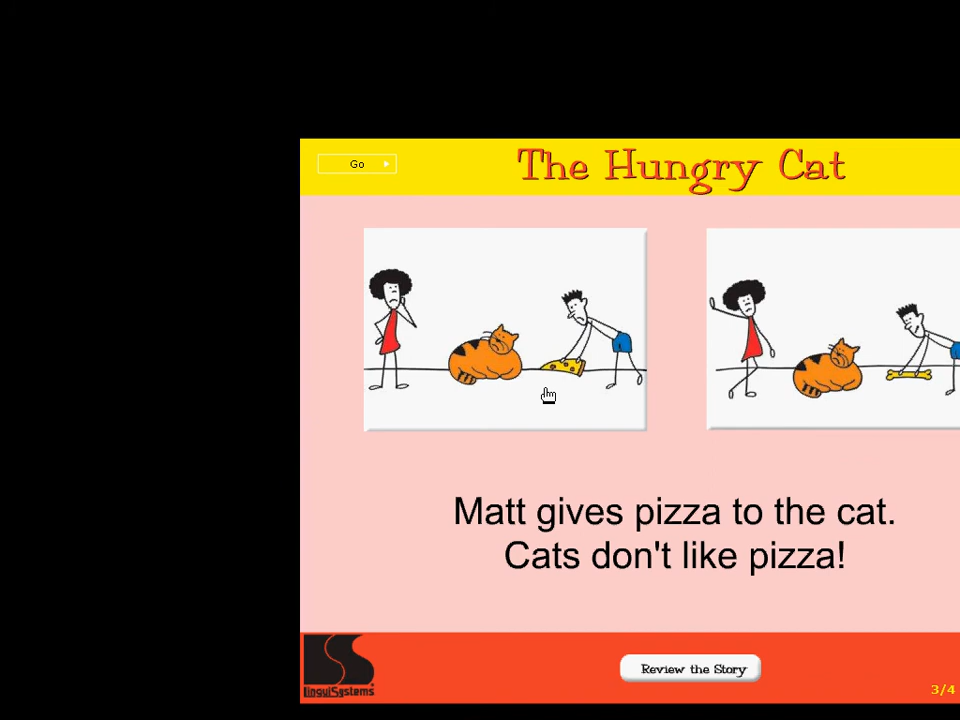 Go
The Hungry Cat
Matt gives pizza to the cat.
Cats don't like pizza!
LinguiSystems
Review the Story
3/4